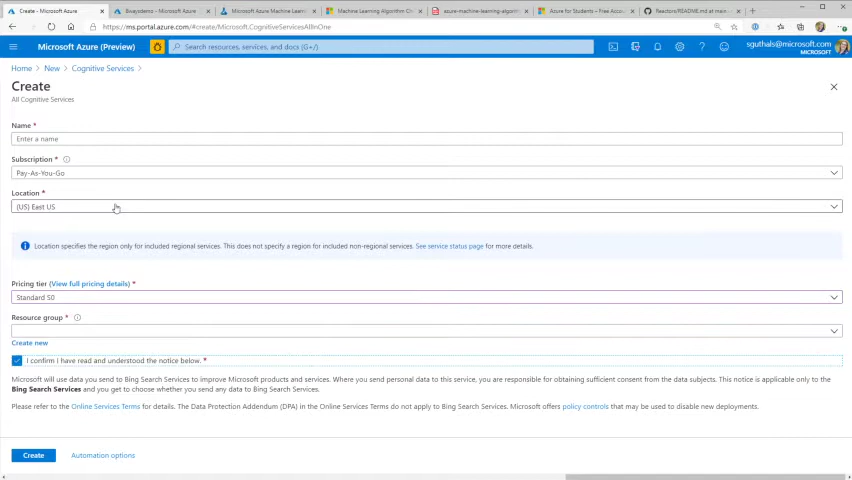 Create - Microsoft Azure
Bivaysdemo - Microsoft Azure
Microsoft Azure Machine Learn
Machine Learning Algorithm Ch
azure-machine-learning-algorith
Azure for Students – Free Accou
Reactors/README.md at main
https://ms.portal.azure.com/#create/Microsoft.CognitiveServicesAllInOne
Microsoft Azure (Preview)
Search resources, services, and docs (G+/)
sguthals@microsoft.com
MICROSOFT
Home > New > Cognitive Services >
Create
All Cognitive Services
Name *
Enter a name
Subscription *
Pay-As-You-Go
Location *
(US) East US
Location specifies the region only for included regional services. This does not specify a region for included non-regional services. See service status page for more details.
Pricing tier (View full pricing details) *
Standard S0
Resource group *
Create new
I confirm I have read and understood the notice below. *
Microsoft will use data you send to Bing Search Services to improve Microsoft products and services. Where you send personal data to this service, you are responsible for obtaining sufficient consent from the data subjects. This notice is applicable only to the
Bing Search Services and you get to choose whether you send any data to Bing Search Services.
Please refer to the Online Services Terms for details. The Data Protection Addendum (DPA) in the Online Services Terms do not apply to Bing Search Services. Microsoft offers policy controls that may be used to disable new deployments.
Create
Automation options